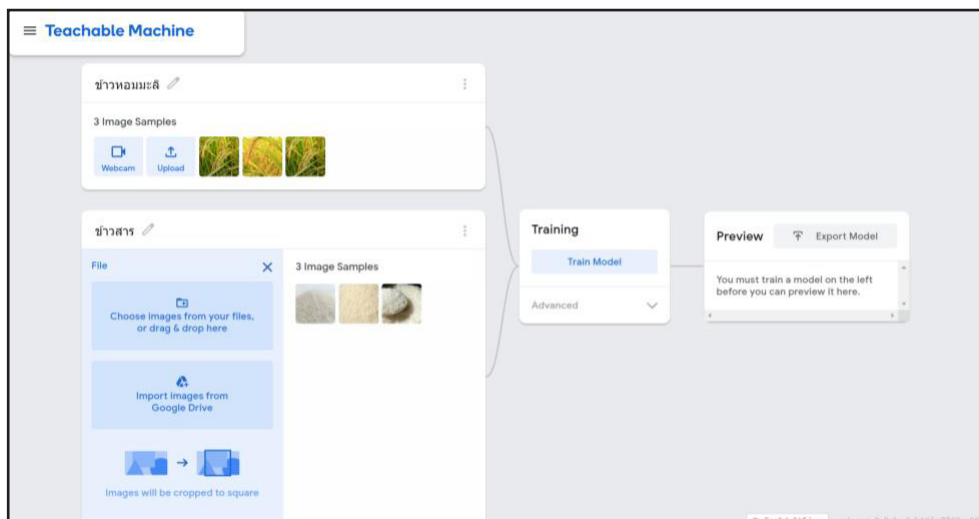 Teachable Machine
ข้าวหอมมะลิ
3 Image Samples
Webcam
Upload
ข้าวสาร
File
3 Image Samples
Choose images from your files,
or drag & drop here
Import images from
Google Drive
Images will be cropped to square
Training
Train Model
Advanced
Preview
Export Model
You must train a model on the left
before you can preview it here.